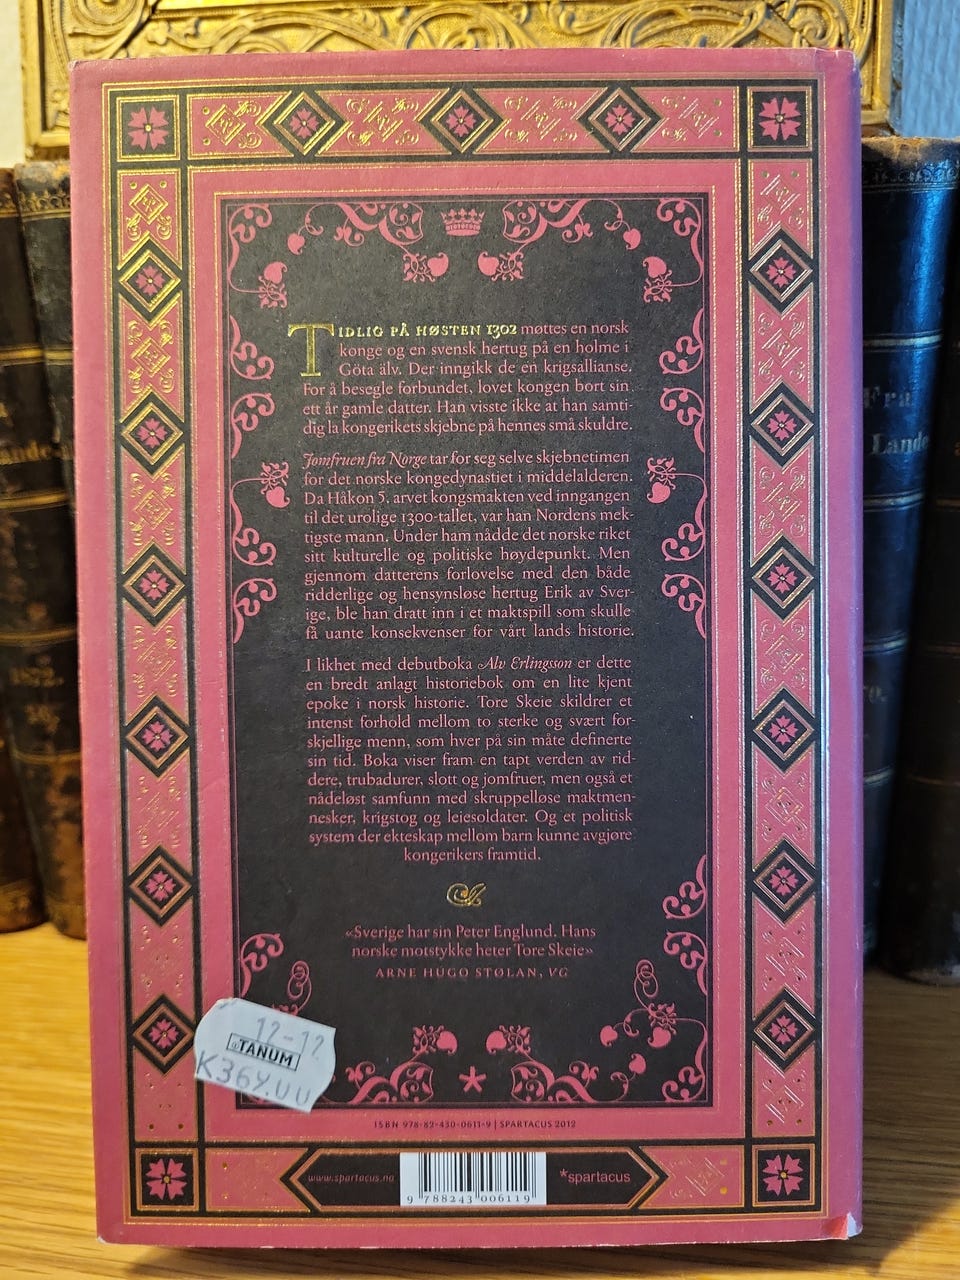 TIDLIG PÅ HØSTEN 1302 møttes en norsk
konge og en svensk hertug på en holme i
Göta älv. Der inngikk de en krigsallianse.
For å besegle forbundet, lovet kongen bort sin
ett år gamle datter. Han visste ikke at han samti-
dig la kongerikets skjebne på hennes små skuldre.
Jomfruen fra Norge tar for seg selve skjebnetimen
for det norske kongedynastiet i middelalderen.
Da Håkon 5. arvet kongsmakten ved inngangen
til det urolige 1300-tallet, var han Nordens mek-
tigste mann. Under ham nådde det norske riket
sitt kulturelle og politiske høydepunkt. Men
gjennom datterens forlovelse med den både
ridderlige og hensynsløse hertug Erik av Sver-
ige, ble han dratt inn i et maktspill som skulle
få uante konsekvenser for vårt lands historie.
I likhet med debutboka Alv Erlingsson er dette
en bredt anlagt historiebok om en lite kjent
epoke i norsk historie. Tore Skeie skildrer et
intenst forhold mellom to sterke og svært for-
skjellige menn, som hver på sin måte definerte
sin tid. Boka viser fram en tapt verden av rid-
dere, trubadurer, slott og jomfruer, men også et
nådeløst samfunn med skruppelløse maktmen-
nesker, krigstog og leiesoldater. Og et politisk
system der ekteskap mellom barn kunne avgjøre
kongerikers framtid.
«Sverige har sin Peter Englund. Hans
norske motstykke heter Tore Skeie»
ARNE HUGO STØLAN, VG
12-12
TANUM
ISBN 978-82-430-0611-9 | SPARTACUS 2012
www.spartacus.no
9 788243 006119
*spartacus
Fra
Lande